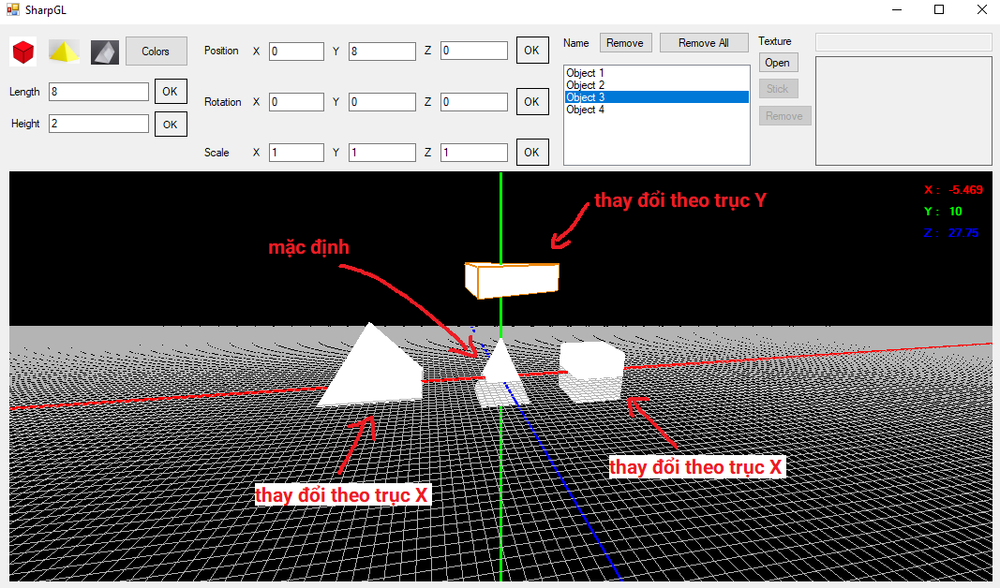 SharpGL
Colors
Position X 0 Y 8 Z 0 OK
Name Remove Remove All
Texture
Open
Length 8 OK
Object 1
Object 2
Object 3
Object 4
Stick
Rotation X 0 Y 0 Z 0 OK
Height 2 OK
Remove
Scale X 1 Y 1 Z 1 OK
X : -5.469
Y : 10
Z : 27.75
thay đổi theo trục Y
mặc định
thay đổi theo trục X
thay đổi theo trục X